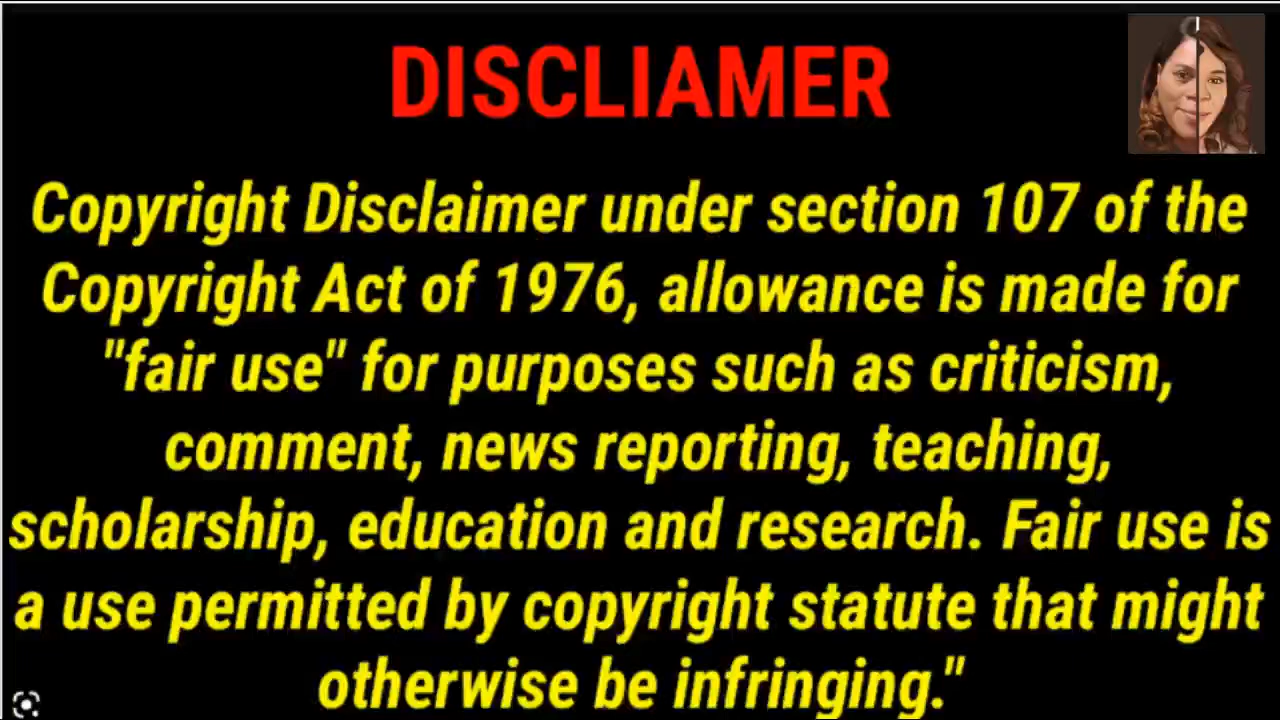 DISCLIAMER
Copyright Disclaimer under section 107 of the
Copyright Act of 1976, allowance is made for
"fair use" for purposes such as criticism,
comment, news reporting, teaching,
scholarship, education and research. Fair use is
a use permitted by copyright statute that might
otherwise be infringing."